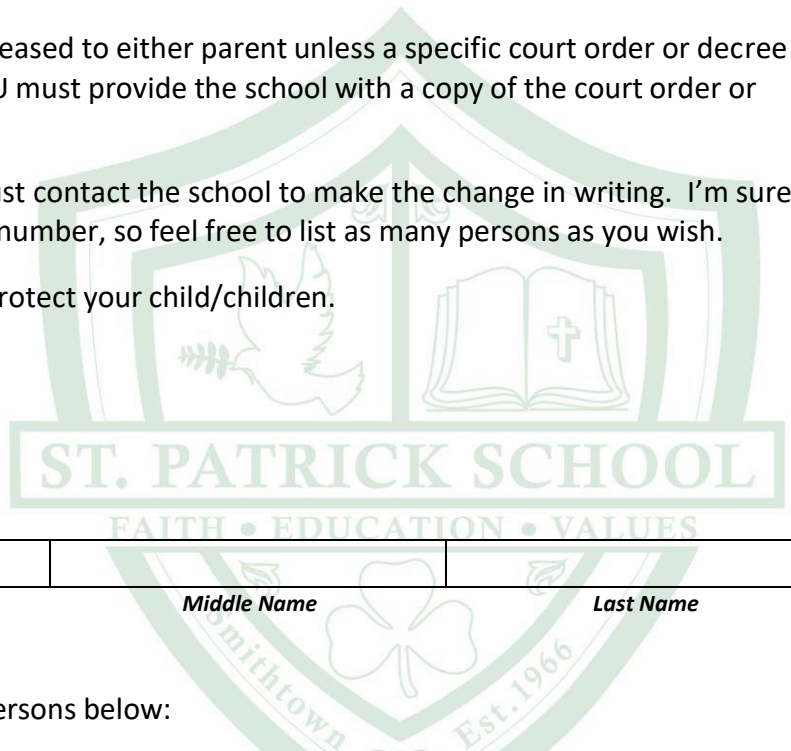 eased to either parent unless a specific court order or decree
U must provide the school with a copy of the court order or
ust contact the school to make the change in writing.  I’m sure
number, so feel free to list as many persons as you wish.
rotect your child/children.
ST. PATRICK SCHOOL
FAITH • EDUCATION • VALUES
Middle Name Last Name
Smithtown Est. 1966
ersons below: